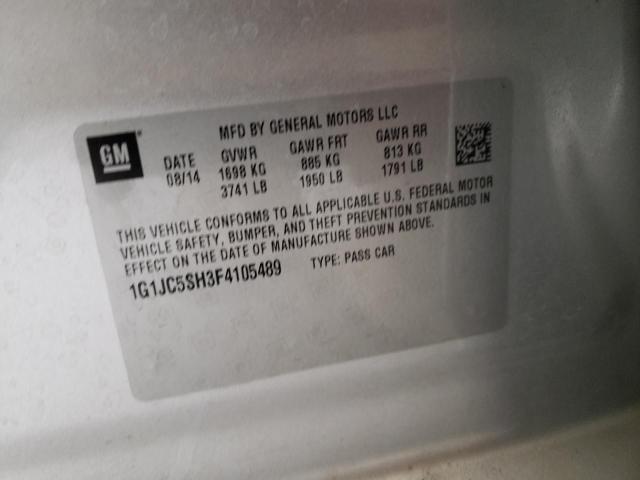 GM
MFD BY GENERAL MOTORS LLC
DATE GVWR GAWR FRT GAWR RR
08/14 1698 KG 885 KG 813 KG
3741 LB 1950 LB 1791 LB
THIS VEHICLE CONFORMS TO ALL APPLICABLE U.S. FEDERAL MOTOR
VEHICLE SAFETY, BUMPER, AND THEFT PREVENTION STANDARDS IN
EFFECT ON THE DATE OF MANUFACTURE SHOWN ABOVE.
1G1JC5SH3F4105489 TYPE: PASS CAR